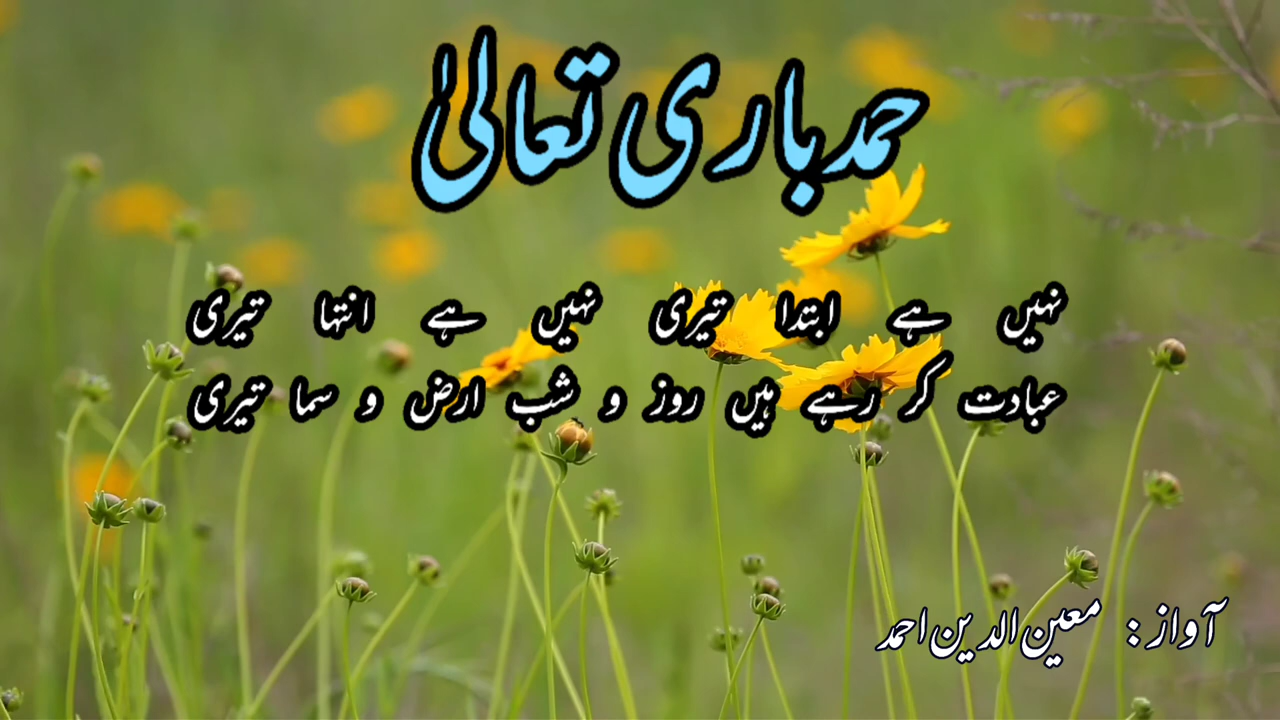 حمد باری تعالیٰ
نہیں ہے ابتدا تیری نہیں ہے انتہا تیری
عبادت کر رہے ہیں روز و شب ارض و سما تیری
آواز : معین الدین احمد